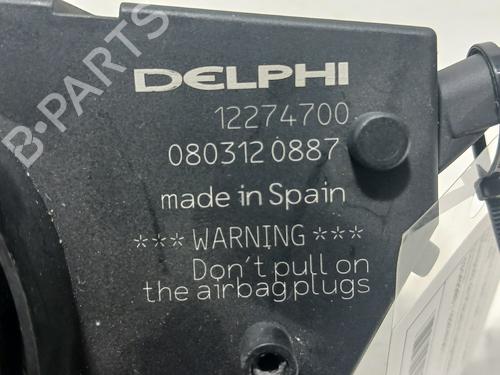 B-PARTS
DELPHI
12274700
0803120887
made in Spain
*** WARNING ***
Don't pull on
the airbag plugs